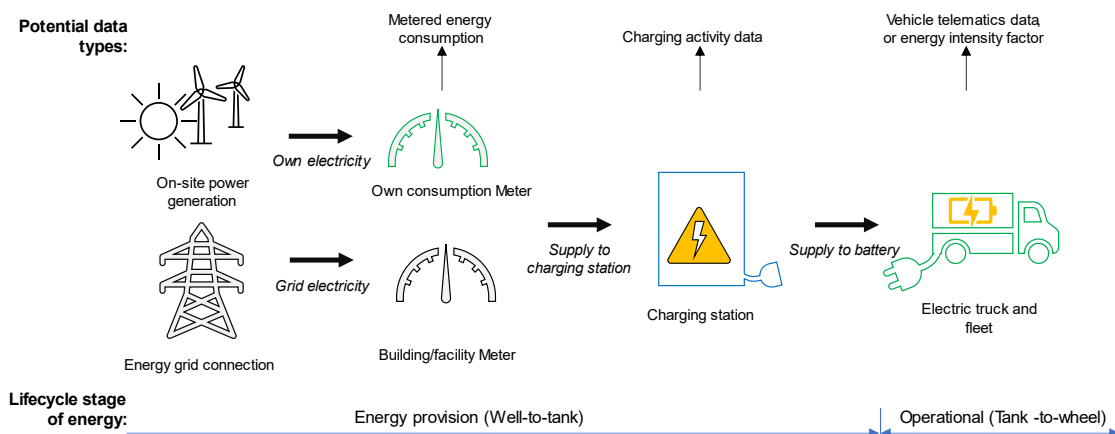 Potential data
types:
Metered energy
consumption
Charging activity data
Vehicle telematics data,
or energy intensity factor
Own electricity
On-site power
generation
Own consumption Meter
Grid electricity
Supply to
charging station
Supply to battery
Energy grid connection
Building/facility Meter
Charging station
Electric truck and
fleet
Lifecycle stage
of energy:
Energy provision (Well-to-tank)
Operational (Tank -to-wheel)